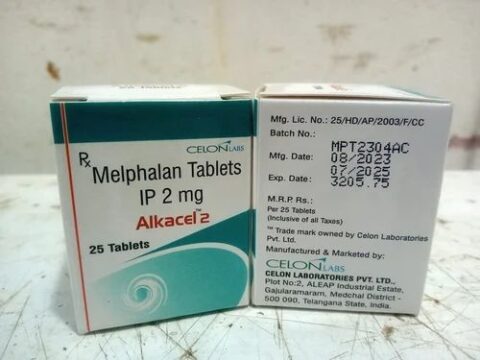 25 Tablets
CELON LABS
Rx
Melphalan Tablets
IP 2 mg
Alkacel™ 2
25 Tablets
Mfg. Lic. No.: 25/HD/AP/2003/F/CC
Batch No.: MPT2304AC
Mfg. Date: 08/2023
Exp. Date: 07/2025
3205.75
M.R.P. Rs.:
Per 25 Tablets
(Inclusive of all Taxes)
™ Trade mark owned by Celon Laboratories
Pvt. Ltd.
Manufactured & Marketed by:
CELON LABS
CELON LABORATORIES PVT. LTD.,
Plot No:2, ALEAP Industrial Estate,
Gajularamaram, Medchal District -
500 090, Telangana State, India.